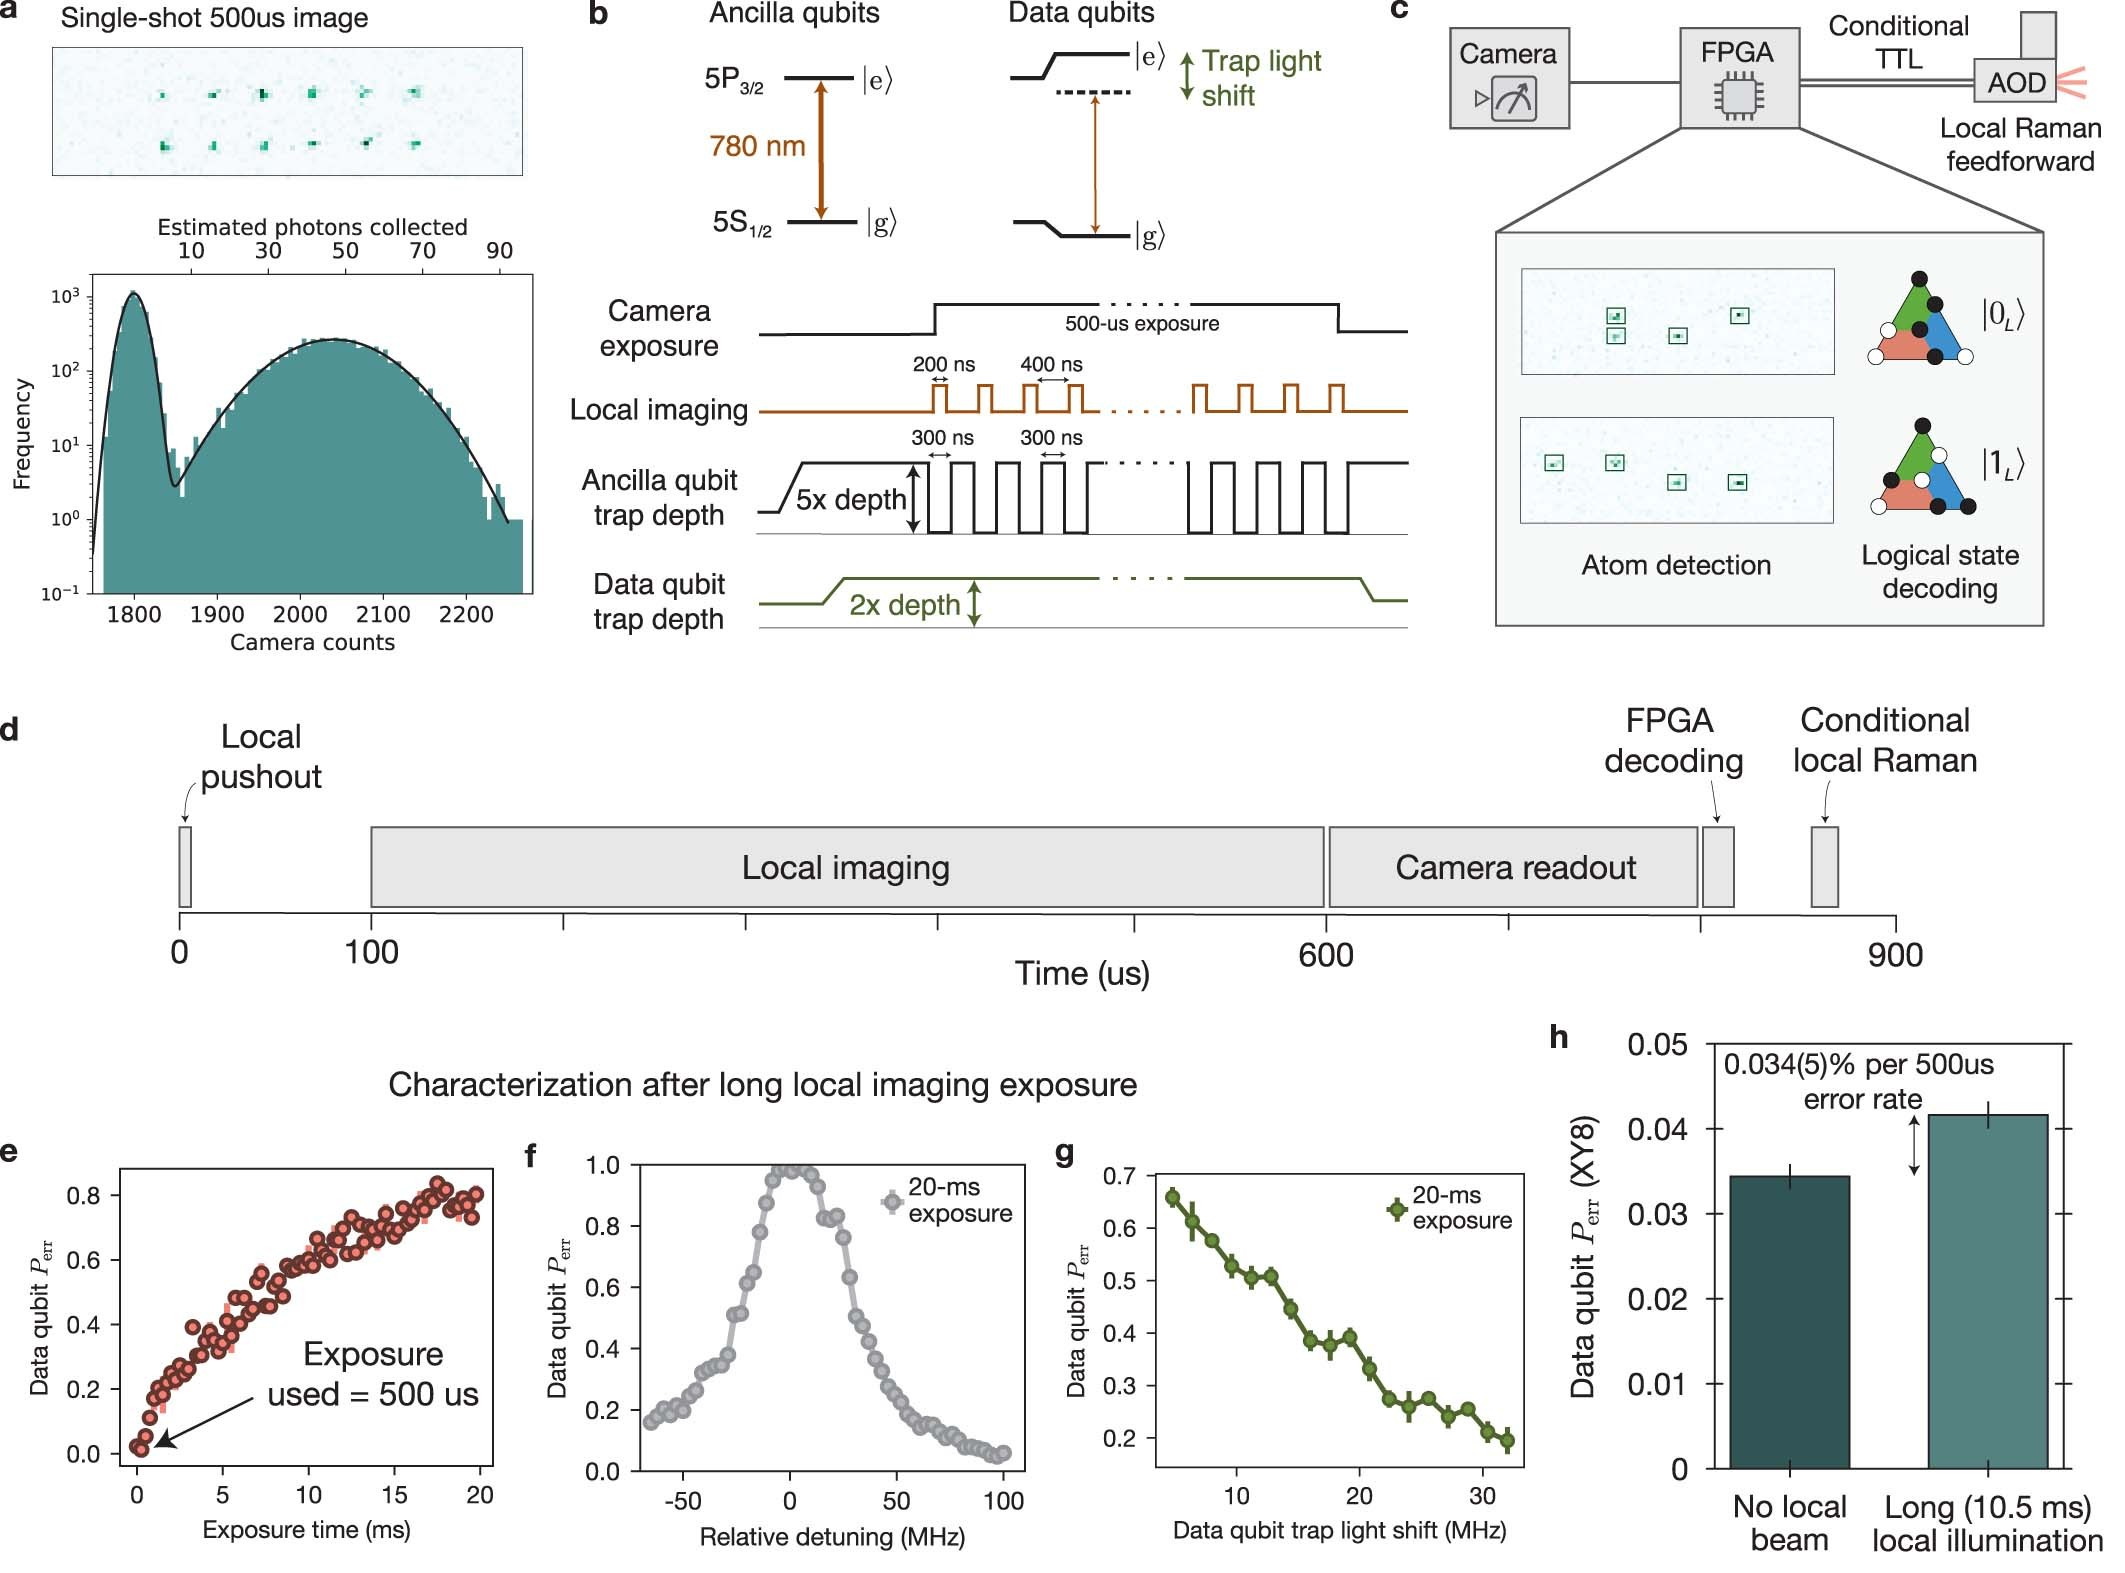 a
Single-shot 500us image
Estimated photons collected
10 30 50 70 90
10³
10²
10¹
10⁰
10⁻¹
Frequency
1800 1900 2000 2100 2200
Camera counts
b
Ancilla qubits
Data qubits
5P3/2
|e⟩
780 nm
5S1/2
|g⟩
|e⟩
Trap light
shift
|g⟩
Camera
exposure
500-us exposure
200 ns
400 ns
Local imaging
300 ns
300 ns
Ancilla qubit
trap depth
5x depth
Data qubit
trap depth
2x depth
c
Camera
FPGA
Conditional
TTL
AOD
Local Raman
feedforward
|0L⟩
|1L⟩
Atom detection
Logical state
decoding
d
Local
pushout
Local imaging
Camera readout
FPGA
decoding
Conditional
local Raman
0 100 600 900
Time (us)
Characterization after long local imaging exposure
e
0.8
0.6
0.4
0.2
0.0
Data qubit Perr
Exposure
used = 500 us
0 5 10 15 20
Exposure time (ms)
f
1.0
0.8
0.6
0.4
0.2
0.0
Data qubit Perr
20-ms
exposure
-50 0 50 100
Relative detuning (MHz)
g
0.7
0.6
0.5
0.4
0.3
0.2
Data qubit Perr
20-ms
exposure
10 20 30
Data qubit trap light shift (MHz)
h
0.05
0.04
0.03
0.02
0.01
0
Data qubit Perr (XY8)
0.034(5)% per 500us
error rate
No local
beam
Long (10.5 ms)
local illumination